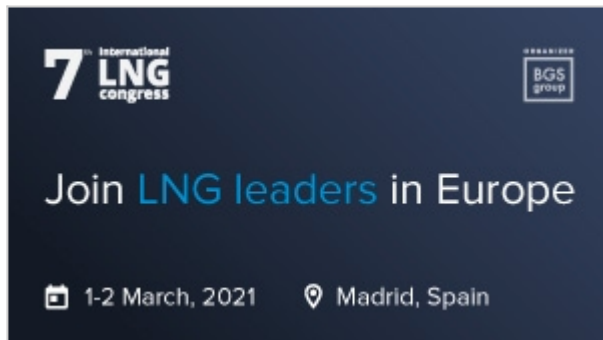 7th International
LNG
congress
ORGANIZER
BGS
group
Join LNG leaders in Europe
1-2 March, 2021
Madrid, Spain